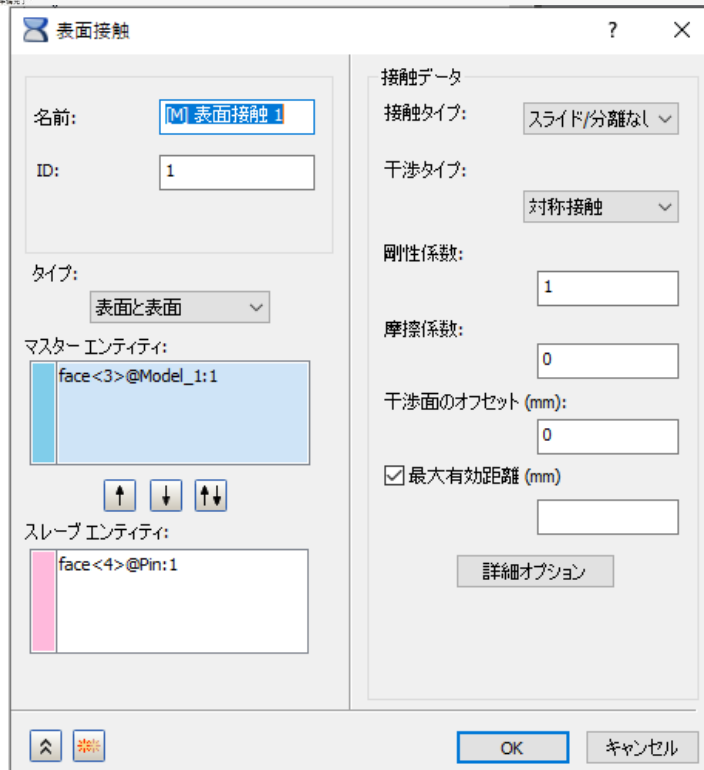 表面接触
名前:
[M] 表面接触 1
ID:
1
タイプ:
表面と表面
マスター エンティティ:
face<3>@Model_1:1
スレーブ エンティティ:
face<4>@Pin:1
接触データ
接触タイプ:
スライド/分離なし
干渉タイプ:
対称接触
剛性係数:
1
摩擦係数:
0
干渉面のオフセット (mm):
0
最大有効距離 (mm)
詳細オプション
OK
キャンセル